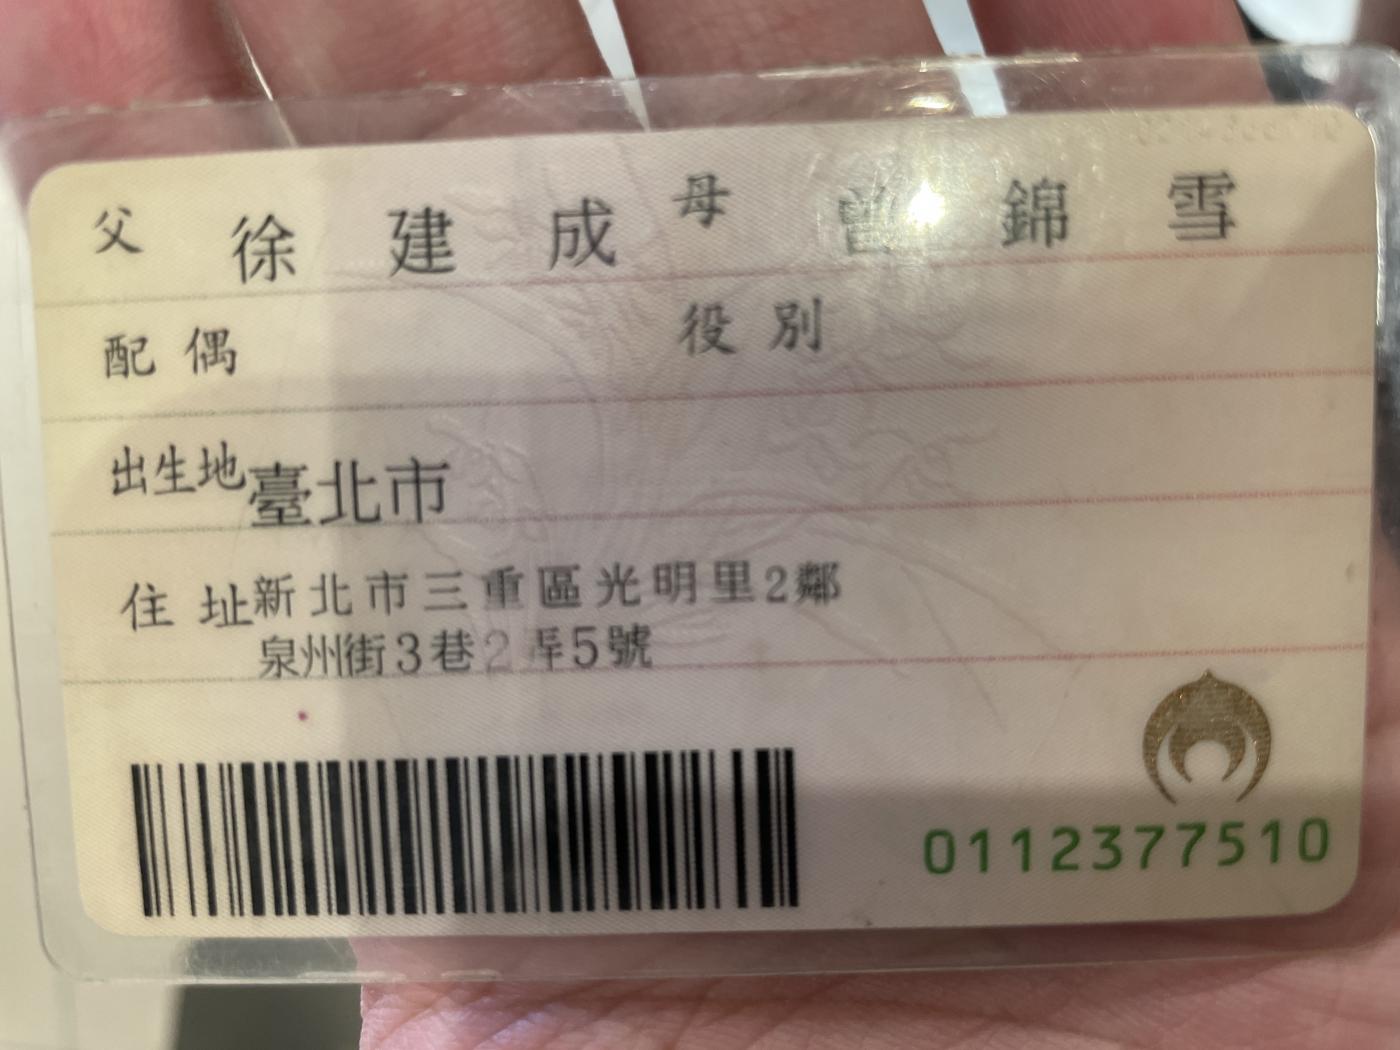 父 徐建成 母 曾錦雪
配偶 役別
出生地 臺北市
住址 新北市三重區光明里2鄰
泉州街3巷2弄5號
0112377510